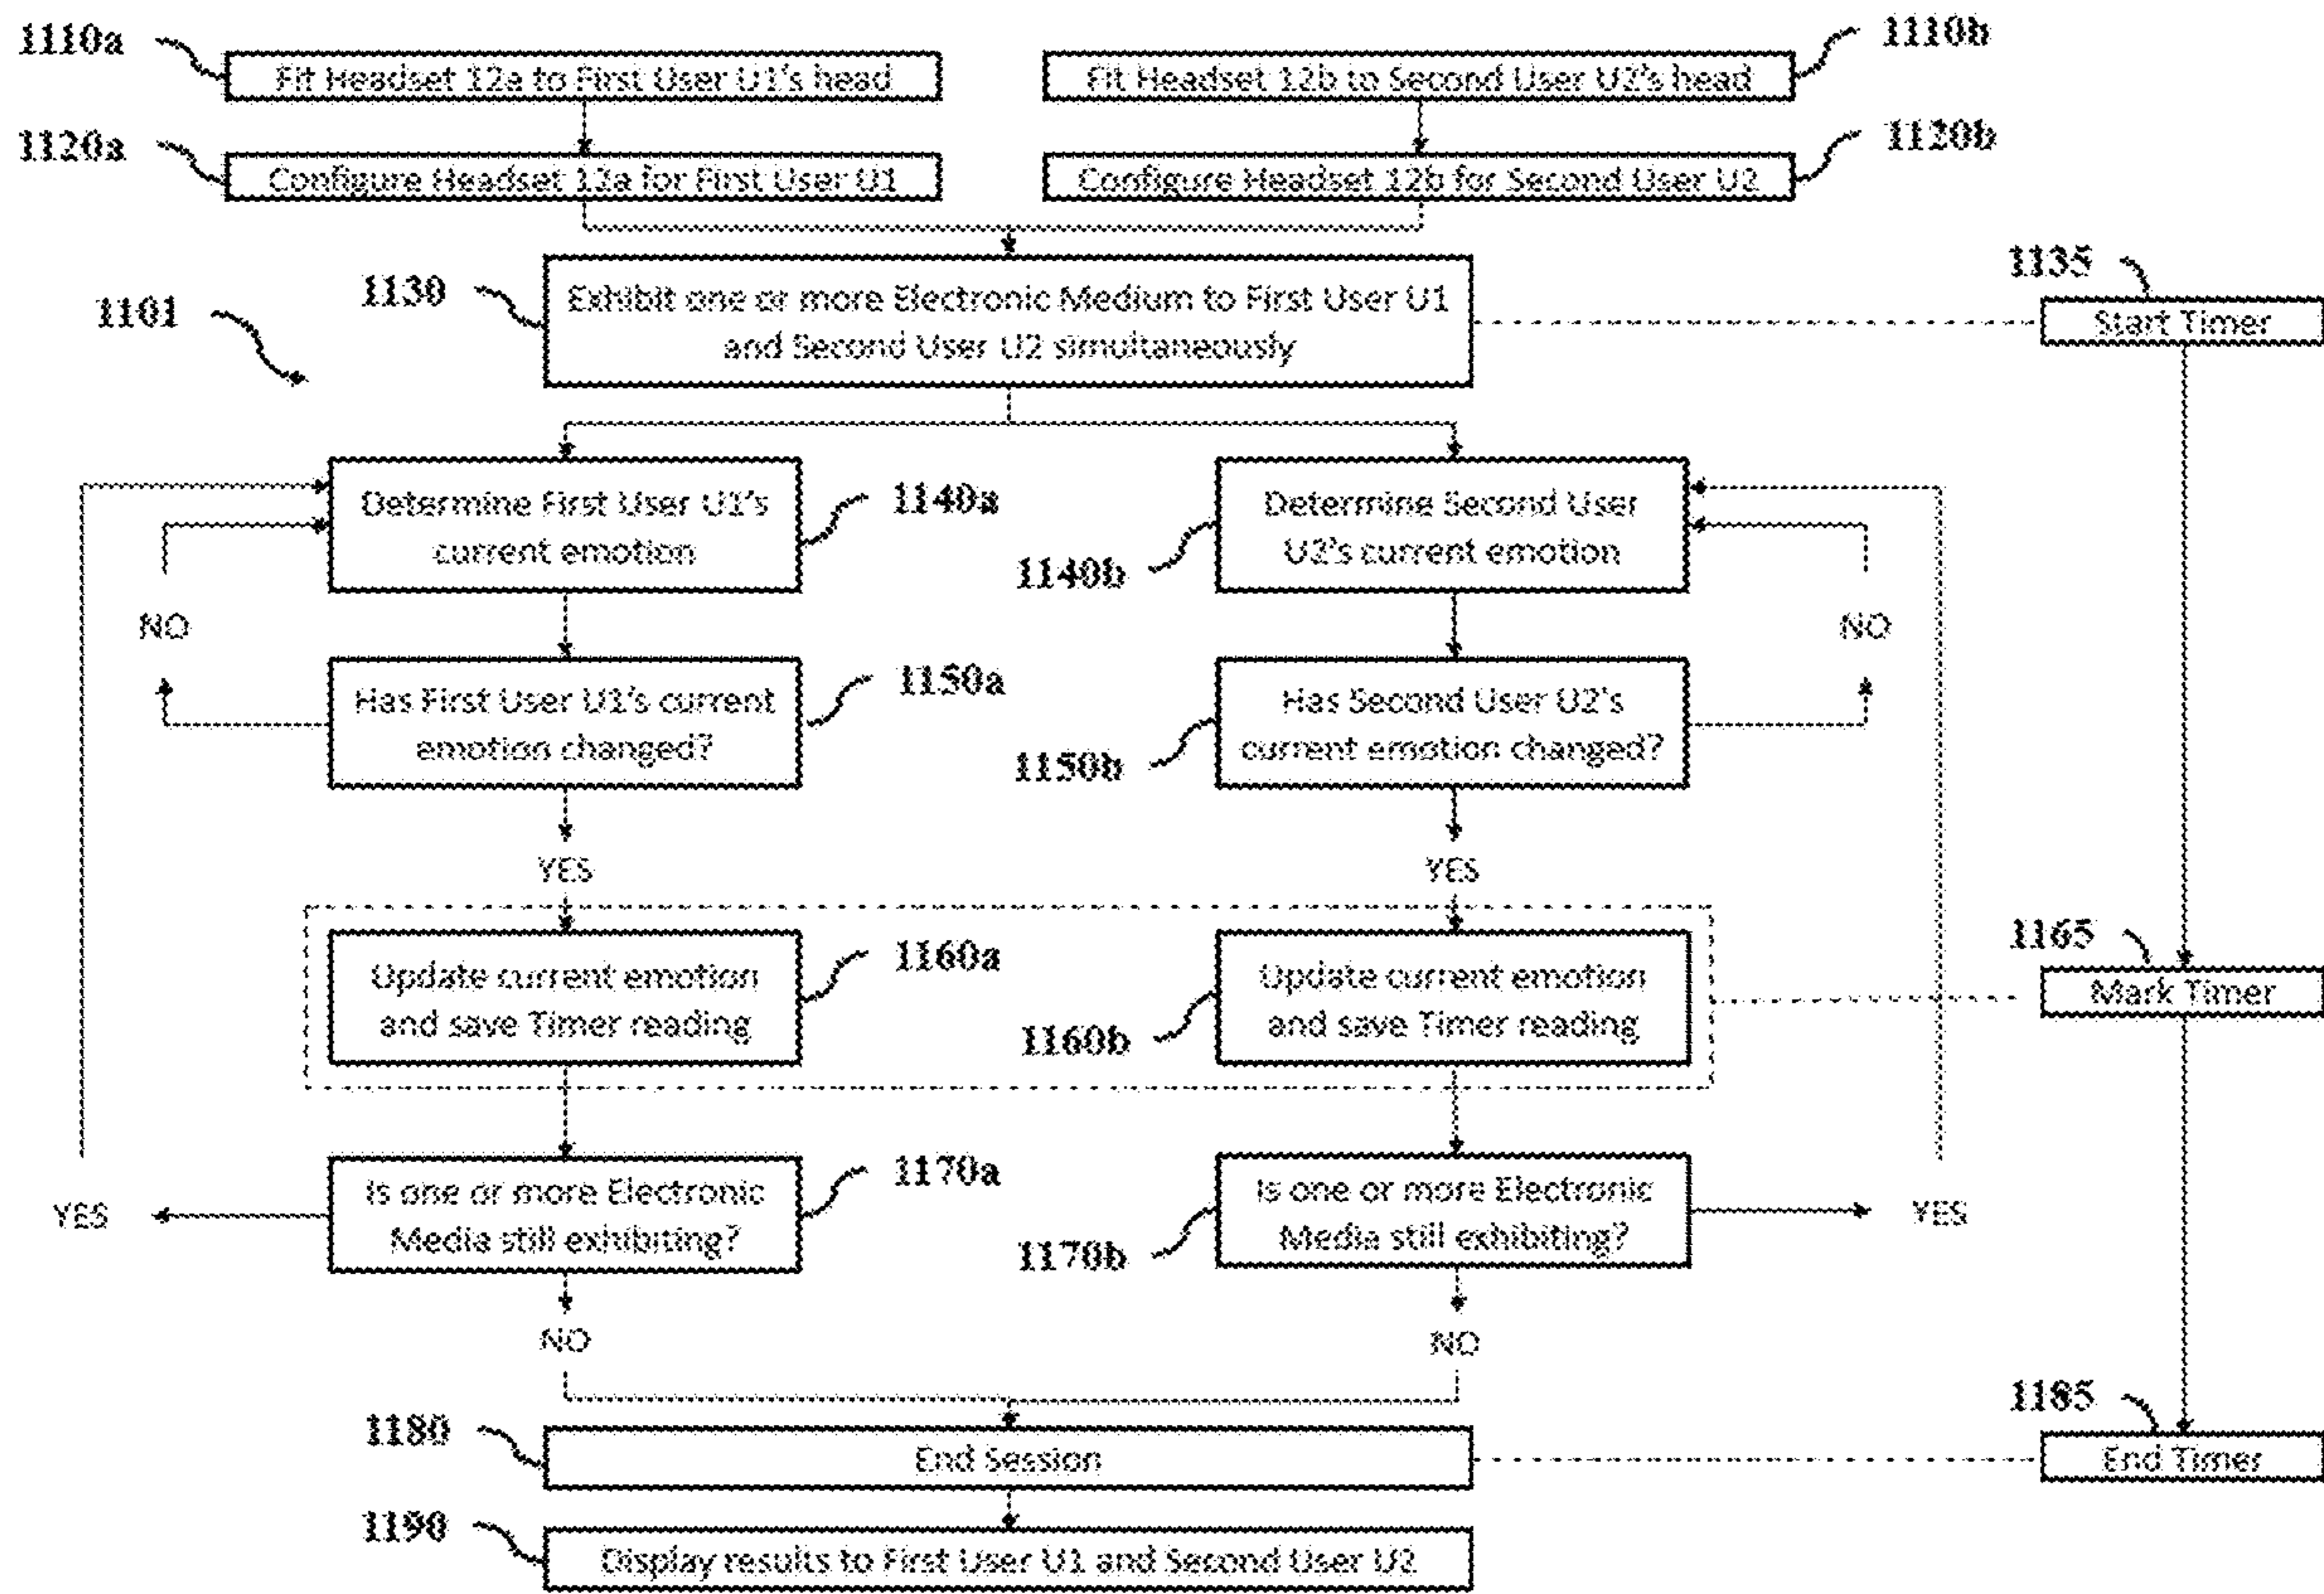 1110a
Fit Headset 12a to First User U1's head
Fit Headset 12b to Second User U2's head
1110b
1120a
Configure Headset 12a for First User U1
Configure Headset 12b for Second User U2
1120b
1101
1130
Exhibit one or more Electronic Medium to First User U1
and Second User U2 simultaneously
1135
Start Timer
Determine First User U1's
current emotion
1140a
Determine Second User
U2's current emotion
1140b
NO
NO
Has First User U1's current
emotion changed?
1150a
Has Second User U2's
current emotion changed?
1150b
YES
YES
Update current emotion
and save Timer reading
1160a
Update current emotion
and save Timer reading
1160b
1165
Mark Timer
YES
Is one or more Electronic
Media still exhibiting?
1170a
Is one or more Electronic
Media still exhibiting?
1170b
YES
NO
NO
1180
End Session
1185
End Timer
1190
Display results to First User U1 and Second User U2